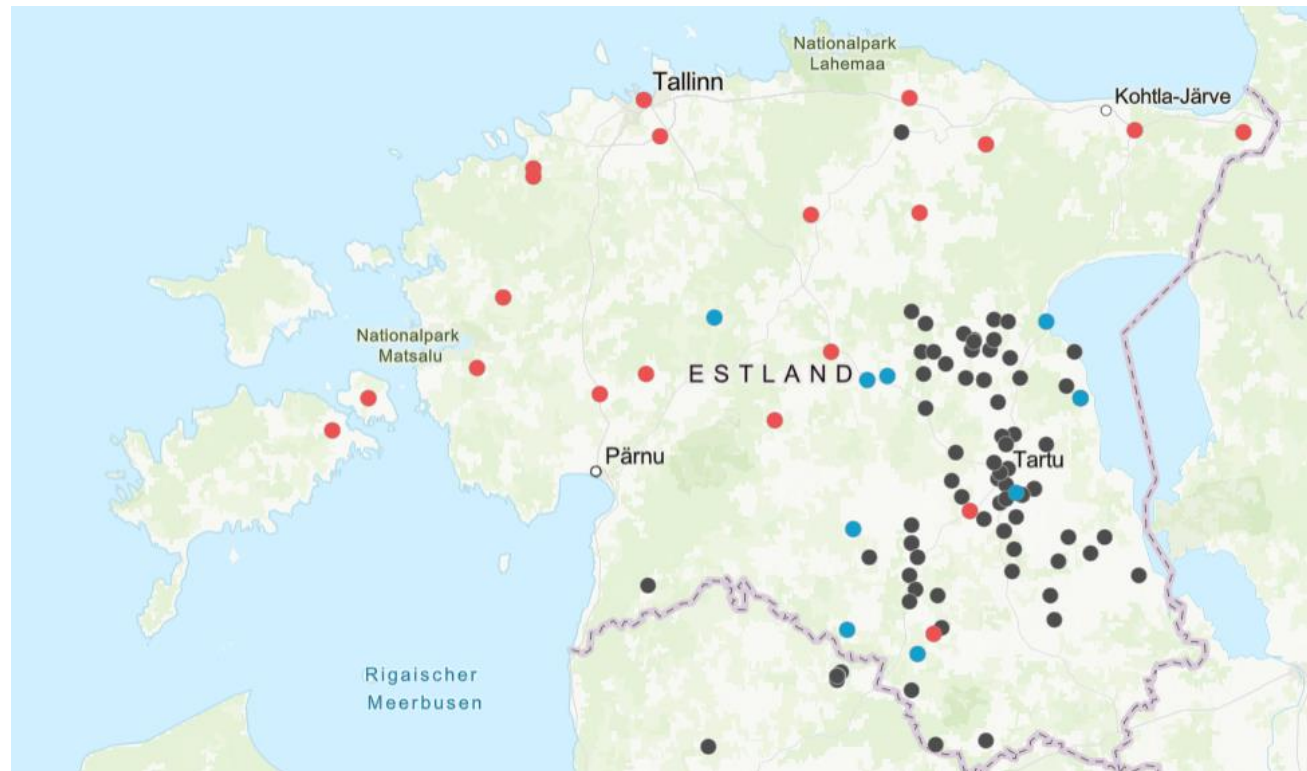 Nationalpark
Lahemaa
Tallinn
Kohtla-Järve
Nationalpark
Matsalu
ESTLAND
Pärnu
Tartu
Rigaischer
Meerbusen